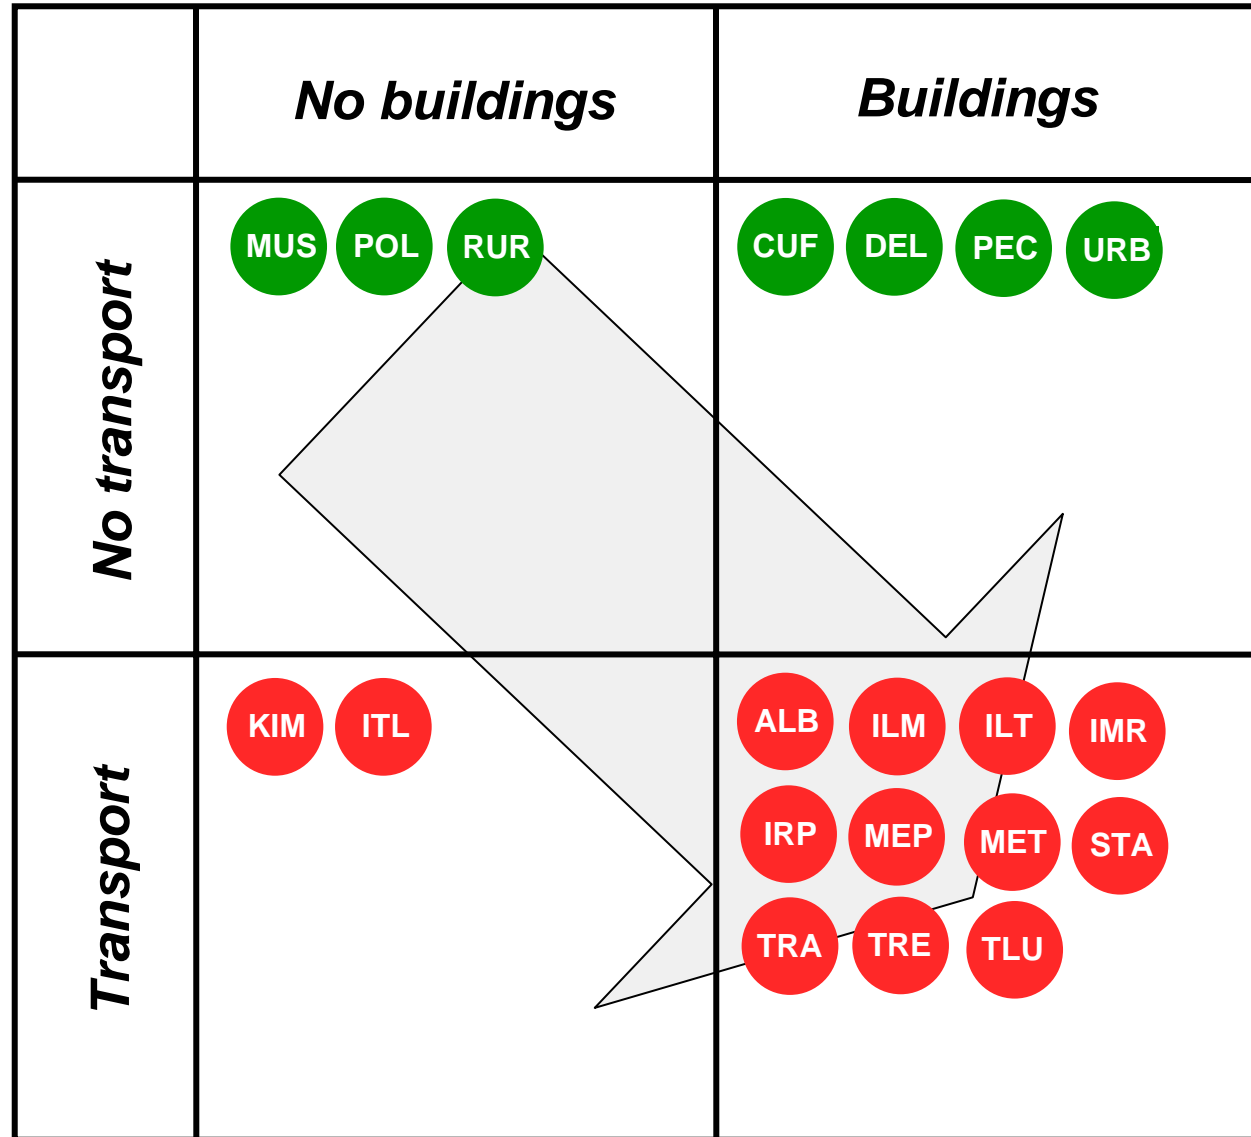 No buildings
Buildings
No transport
MUS POL RUR
CUF DEL PEC URB
Transport
KIM ITL
ALB ILM ILT IMR
IRP MEP MET STA
TRA TRE TLU